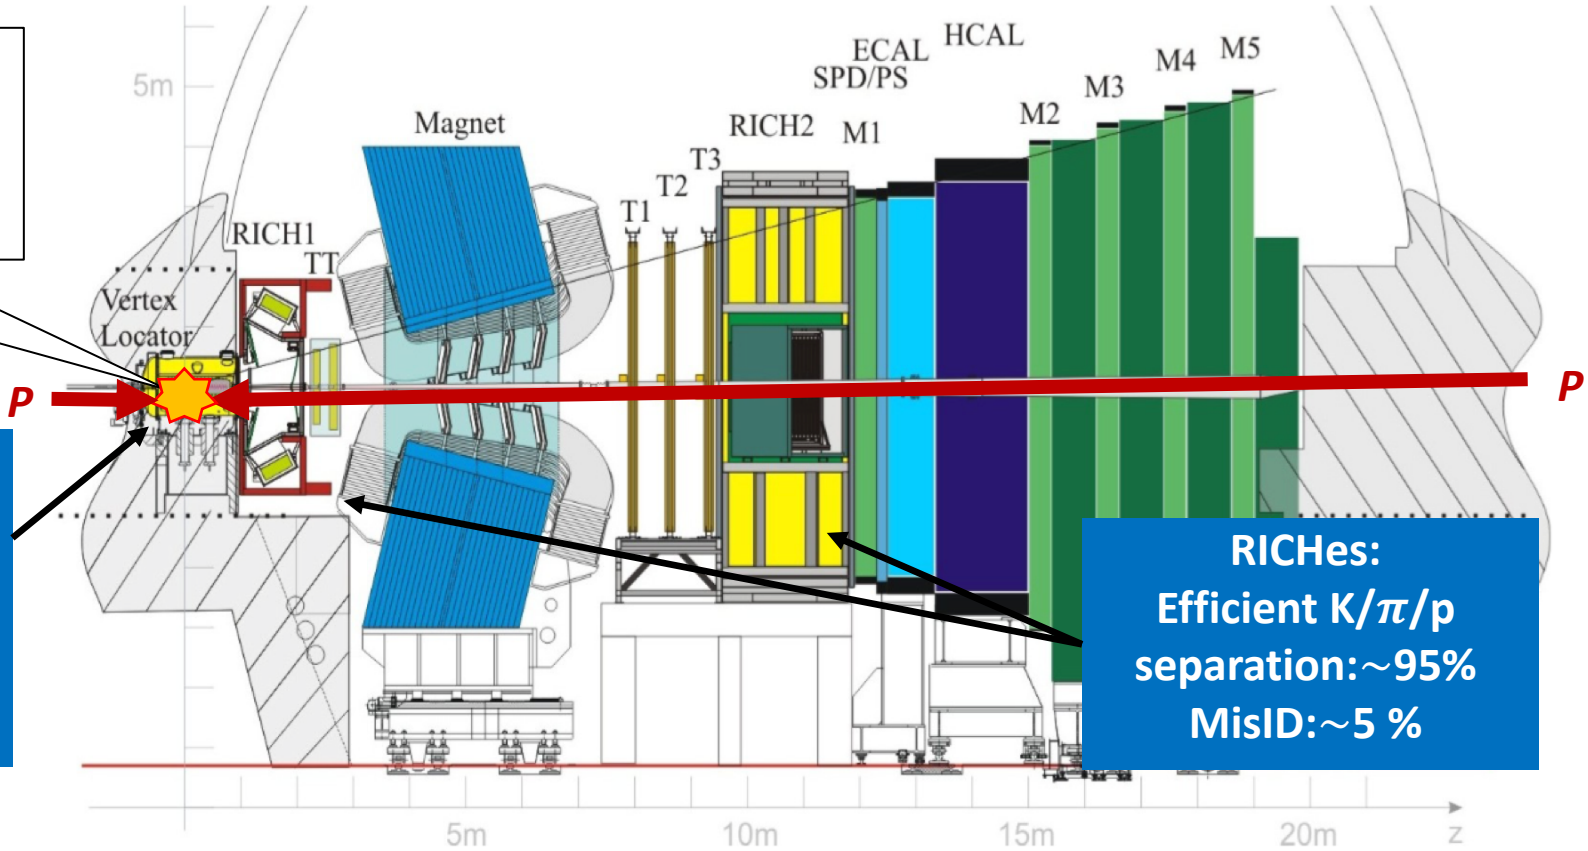 HCAL
ECAL
SPD/PS
M5
M4
M3
M2
5m
Magnet
RICH2
M1
T3
T2
T1
RICH1
TT
Vertex
Locator
P
P
RICHes:
Efficient K/π/p
separation:~95%
MisID:~5 %
5m
10m
15m
20m
z